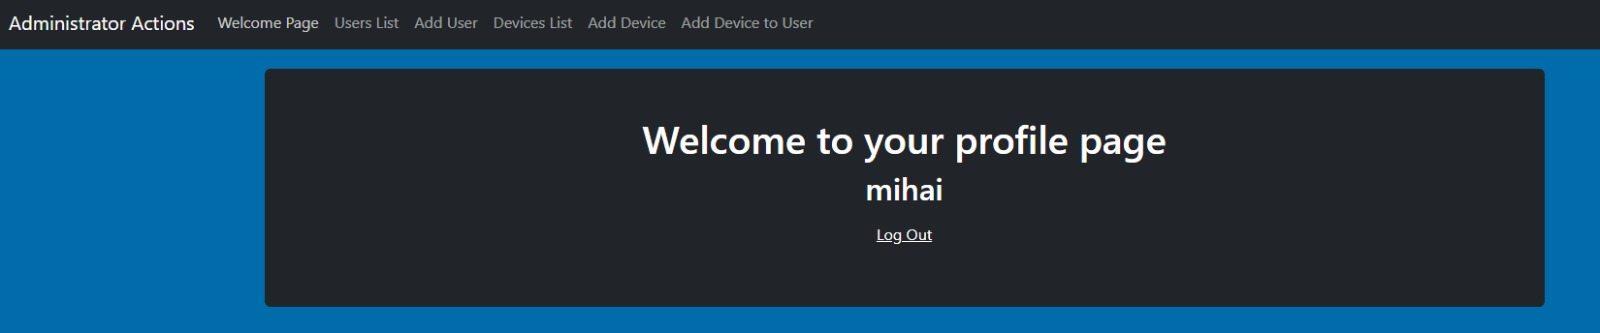 Administrator Actions Welcome Page Users List Add User Devices List Add Device Add Device to User
Welcome to your profile page
mihai
Log Out